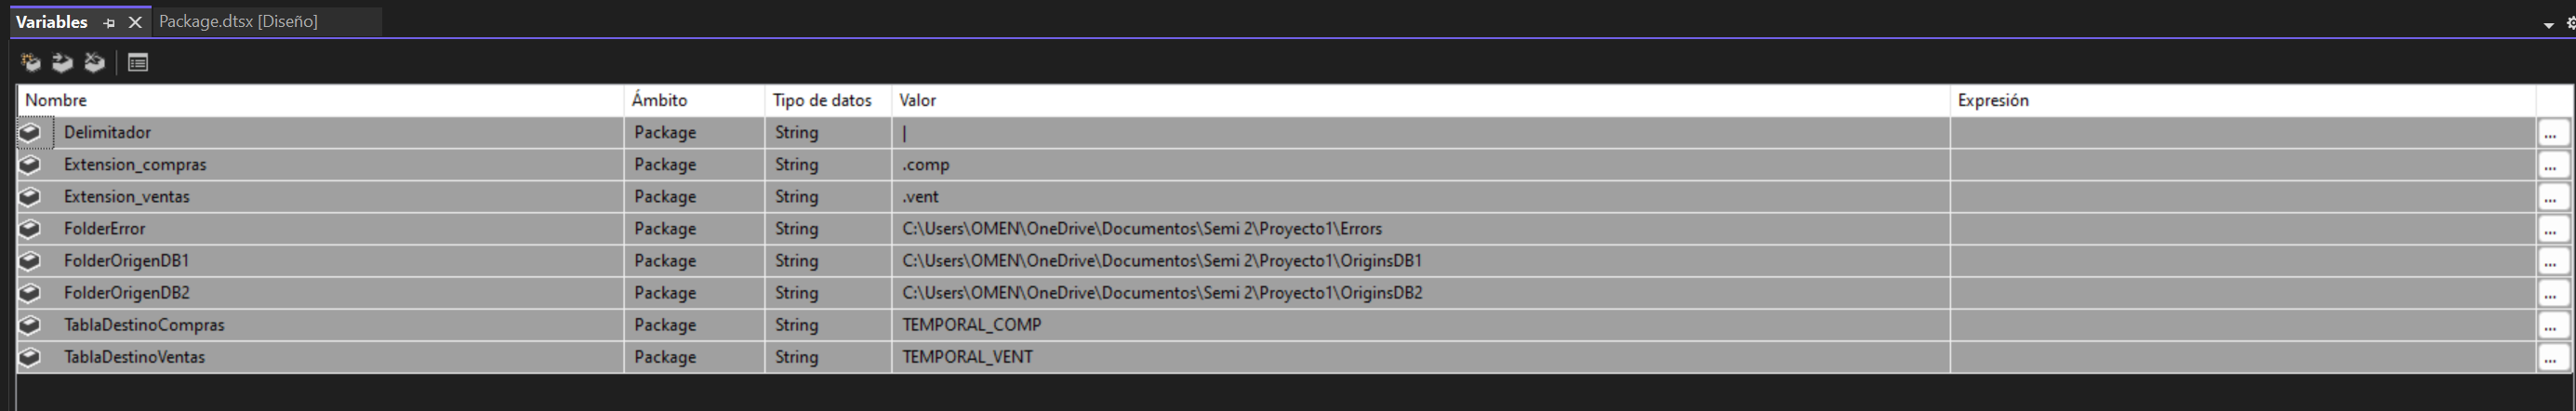 Variables Package.dtsx [Diseño]
Nombre Ámbito Tipo de datos Valor Expresión
Delimitador Package String | ...
Extension_compras Package String .comp ...
Extension_ventas Package String .vent ...
FolderError Package String C:\Users\OMEN\OneDrive\Documentos\Semi 2\Proyecto1\Errors ...
FolderOrigenDB1 Package String C:\Users\OMEN\OneDrive\Documentos\Semi 2\Proyecto1\OriginsDB1 ...
FolderOrigenDB2 Package String C:\Users\OMEN\OneDrive\Documentos\Semi 2\Proyecto1\OriginsDB2 ...
TablaDestinoCompras Package String TEMPORAL_COMP ...
TablaDestinoVentas Package String TEMPORAL_VENT ...